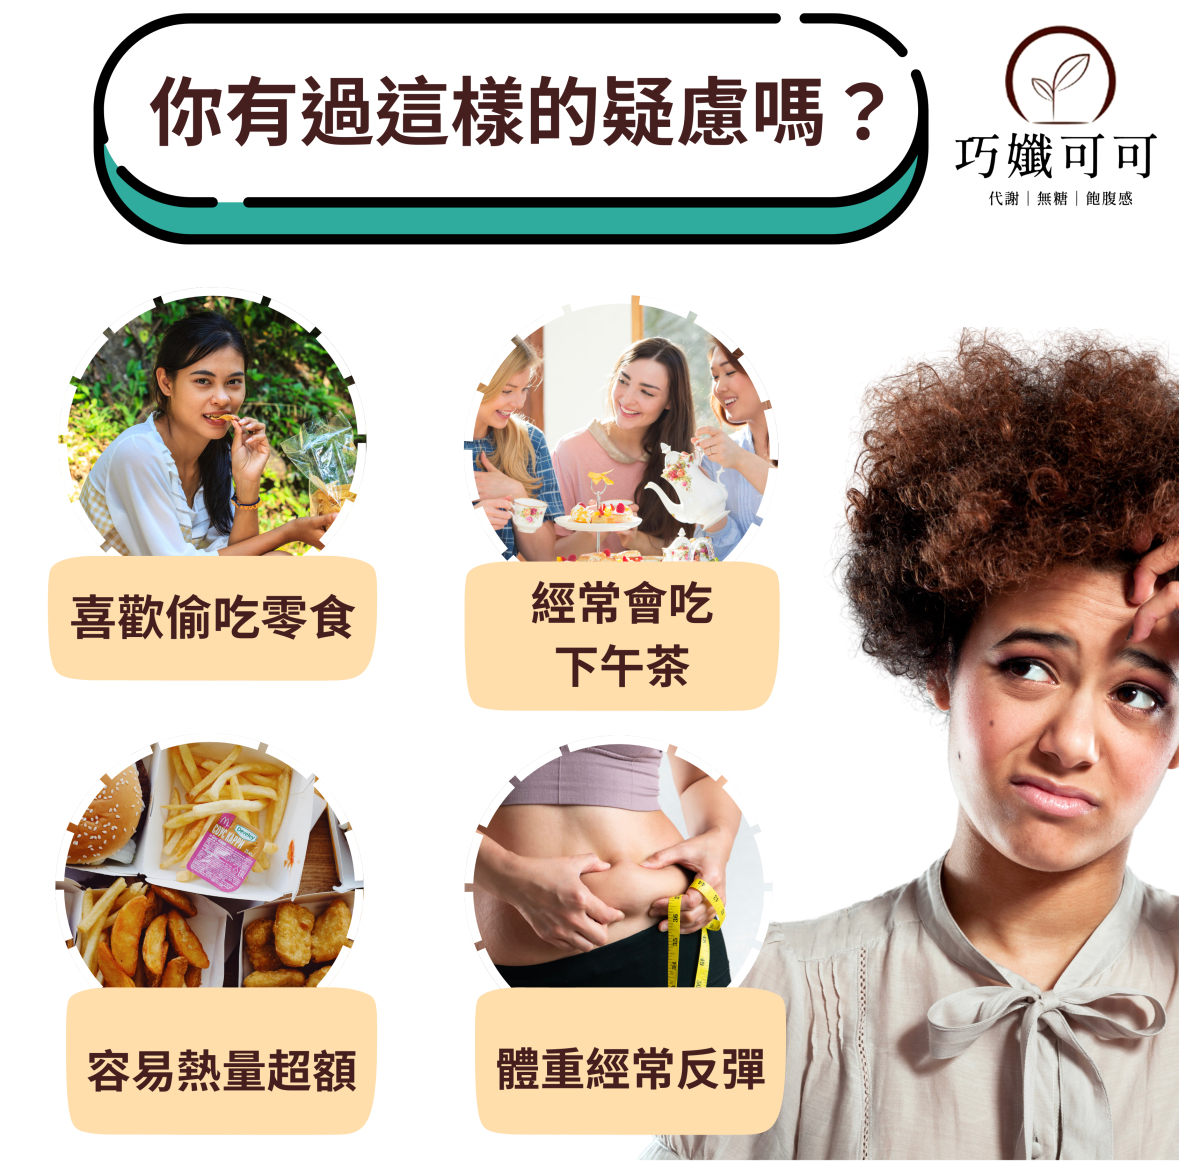 你有過這樣的疑慮嗎？
巧孅可可
代謝｜無糖｜飽腹感
喜歡偷吃零食
經常會吃
下午茶
容易熱量超額
體重經常反彈